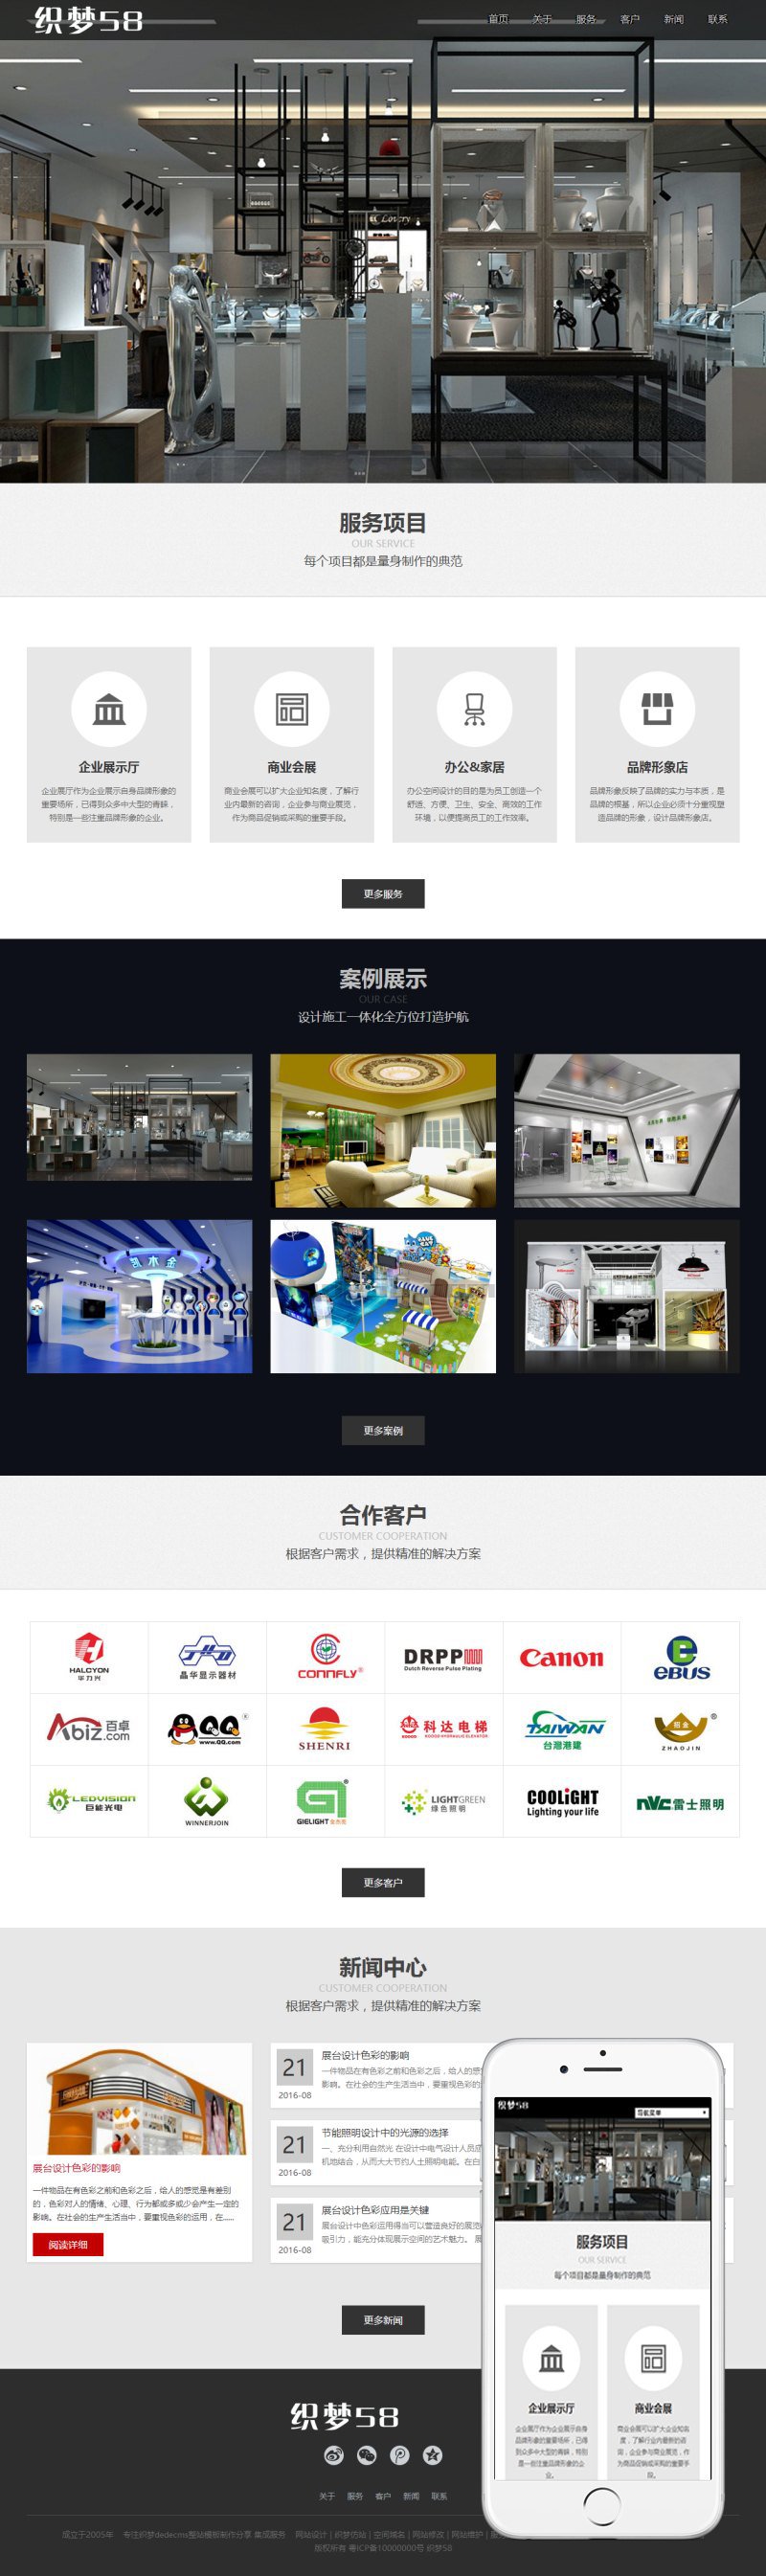 织梦58
首页 关于 服务 客户 新闻 联系
Lovery
服务项目
OUR SERVICE
每个项目都是量身制作的典范
企业展示厅
企业展厅作为企业展示自身品牌形象的
重要场所，已得到众多中大型的青睐，
特别是一些注重品牌形象的企业。
商业会展
商业会展可以扩大企业知名度，了解行
业内最新的咨询，企业参与商业展览，
作为商品促销或采购的重要手段。
办公&家居
办公空间设计的目的是为员工创造一个
舒适、方便、卫生、安全、高效的工作
环境，以便提高员工的工作效率。
品牌形象店
品牌形象反映了品牌的实力与本质，是
品牌的根基，所以企业必须十分重视塑
造品牌的形象，设计品牌形象店。
更多服务
案例展示
OUR CASE
设计施工一体化全方位打造护航
更多案例
合作客户
CUSTOMER COOPERATION
根据客户需求，提供精准的解决方案
HALCYON
华力兴
晶华显示器材
CONNFLY
DRPP
Dutch Reverse Pulse Plating
Canon
eBUS
Abiz百卓
.com
QQ
www.QQ.com
SHENRI
科达电梯
TAIWAN
台灣港建
ZHAOJIN
LEDVISION
巨能光电
WINNERJOIN
GIELIGHT
LIGHTGREEN
绿色照明
COOLiGHT
Lighting your life
nVC雷士照明
更多客户
新闻中心
CUSTOMER COOPERATION
根据客户需求，提供精准的解决方案
展台设计色彩的影响
一件物品在有色彩之前和色彩之后，给人的感觉是有差别
的，色彩对人的情绪、心理、行为都或多或少会产生一定的
影响。在社会的生产生活当中，要重视色彩的运用，在......
阅读详细
21
2016-08
展台设计色彩的影响
一件物品在有色彩之前和色彩之后，给人的感
影响。在社会的生产生活当中，要重视色彩的
21
2016-08
节能照明设计中的光源的选择
一、充分利用自然光 在设计中电气设计人员应
机地结合，从而大大节约人工照明电能。在白
21
2016-08
展台设计色彩应用是关键
展台设计中色彩运用得当可以营造良好的展览
吸引力，能充分体现展示空间的艺术魅力。 展
更多新闻
织梦58
导航菜单
服务项目
OUR SERVICE
每个项目都是量身制作的典范
企业展示厅
企业展厅作为企业展示自身
品牌形象的重要场所，已得
到众多中大型的青睐，特别
是一些注重品牌形象的企
业。
商业会展
商业会展可以扩大企业知名
度，了解行业内最新的咨
询，企业参与商业展览，作
为商品促销或采购的重要手
段。
织梦58
关于 服务 客户 新闻 联系
成立于2005年 专注织梦dedecms整站模板制作分享 集成服务 网站设计 | 织梦仿站 | 空间域名 | 网站修改 | 网站维护 |
版权所有 粤ICP备10000000号 织梦58